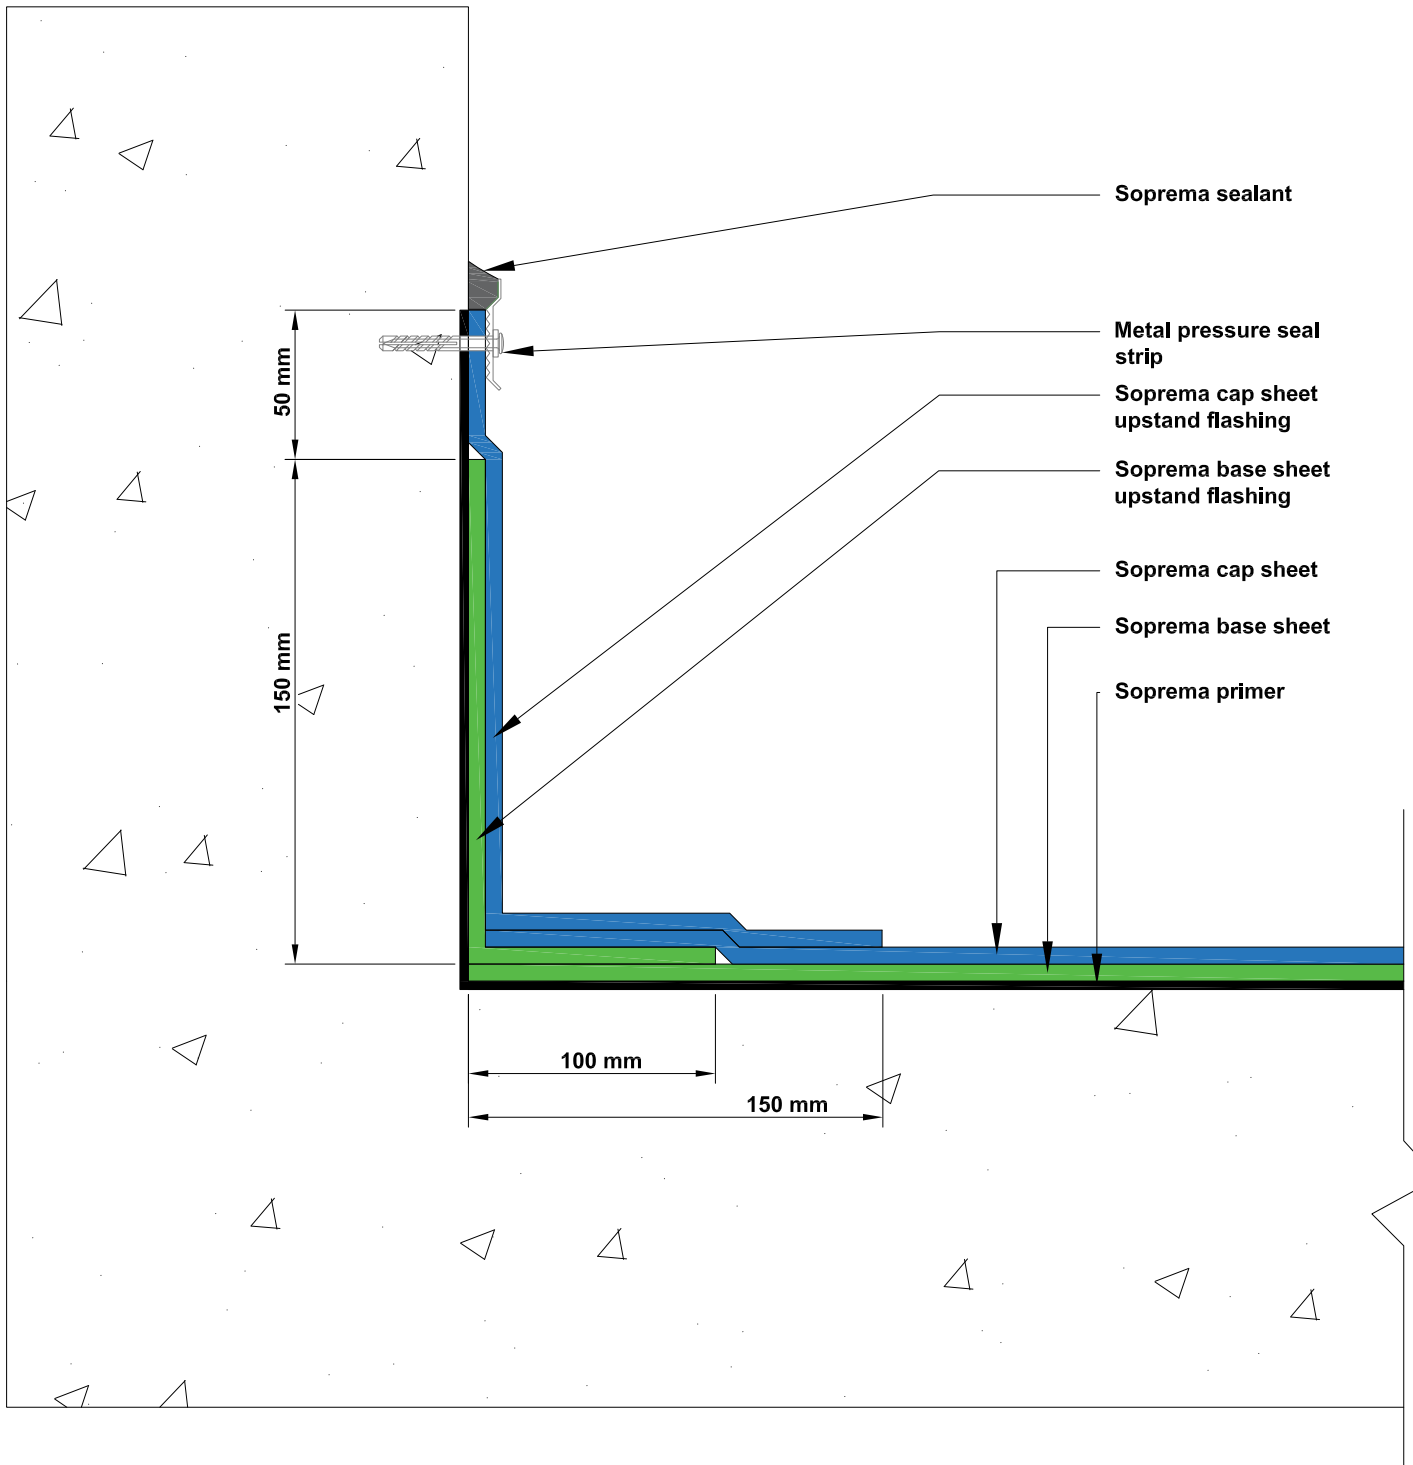 Soprema sealant
Metal pressure seal
strip
Soprema cap sheet
upstand flashing
Soprema base sheet
upstand flashing
Soprema cap sheet
Soprema base sheet
Soprema primer
50 mm
150 mm
100 mm
150 mm